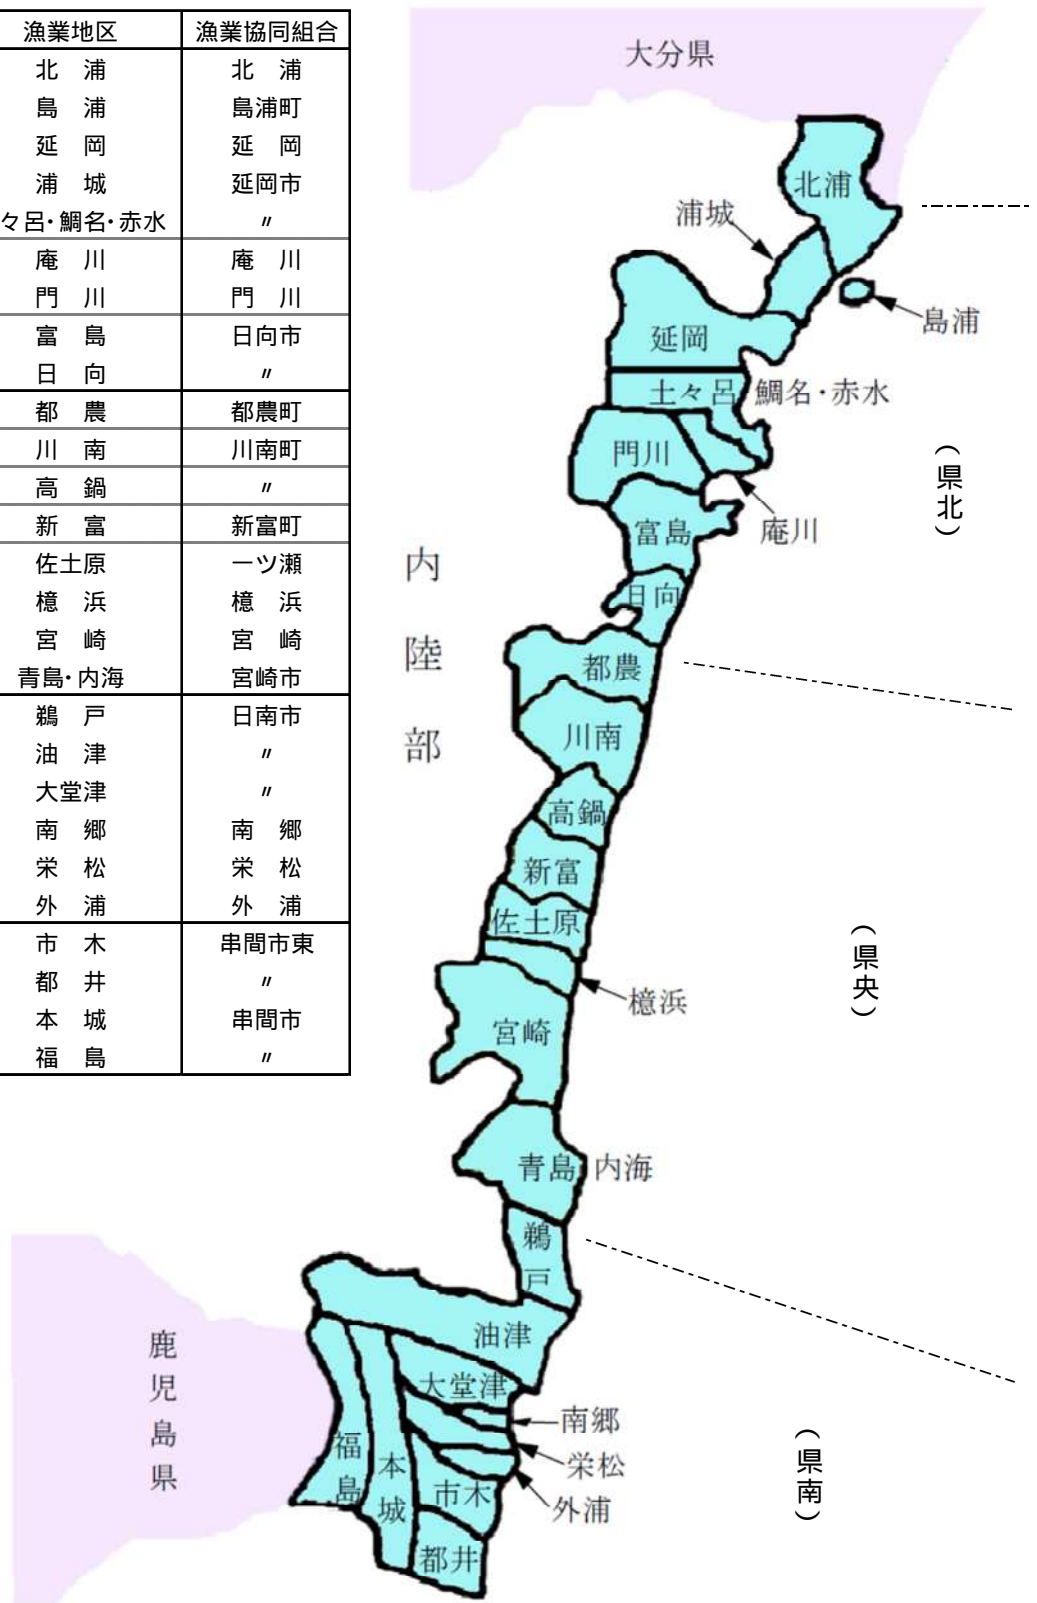 漁業地区 漁業協同組合
北 浦 北 浦
島 浦 島浦町
延 岡 延 岡
浦 城 延岡市
々呂・鯛名・赤水 〃
庵 川 庵 川
門 川 門 川
富 島 日向市
日 向 〃
都 農 都農町
川 南 川南町
高 鍋 〃
新 富 新富町
佐土原 一ツ瀬
檍 浜 檍 浜
宮 崎 宮 崎
青島・内海 宮崎市
鵜 戸 日南市
油 津 〃
大堂津 〃
南 郷 南 郷
栄 松 栄 松
外 浦 外 浦
市 木 串間市東
都 井 〃
本 城 串間市
福 島 〃
大分県
北浦
浦城
島浦
延岡
土々呂 鯛名・赤水
門川
庵川
富島
日向
都農
川南
高鍋
新富
佐土原
檍浜
宮崎
青島 内海
鵜戸
油津
大堂津
南郷
栄松
外浦
市木
都井
本城
福島
内陸部
鹿児島県
(県北)
(県央)
(県南)